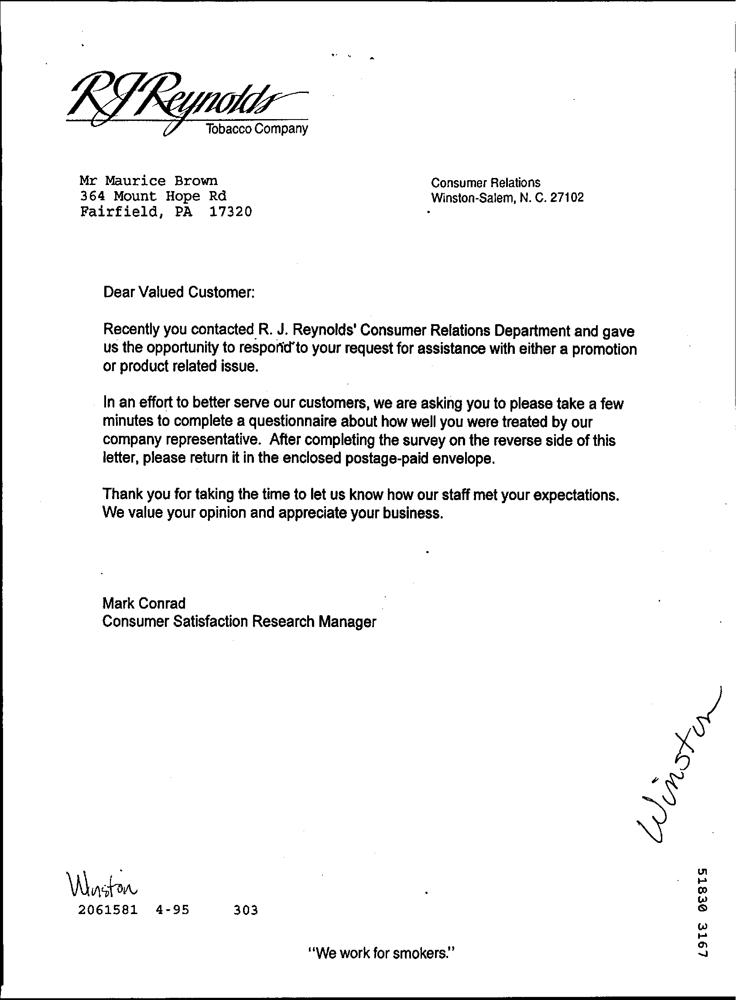 RJReynolds
Tobacco Company
Mr Maurice Brown
364 Mount Hope Rd
Fairfield, PA 17320
Consumer Relations
Winston-Salem, N. C. 27102
Dear Valued Customer:
Recently you contacted R. J. Reynolds' Consumer Relations Department and gave
us the opportunity to respond to your request for assistance with either a promotion
or product related issue.
In an effort to better serve our customers, we are asking you to please take a few
minutes to complete a questionnaire about how well you were treated by our
company representative. After completing the survey on the reverse side of this
letter, please return it in the enclosed postage-paid envelope.
Thank you for taking the time to let us know how our staff met your expectations.
We value your opinion and appreciate your business.
Mark Conrad
Consumer Satisfaction Research Manager
Winston
Winston
2061581 4-95 303
51830 3167
"We work for smokers."